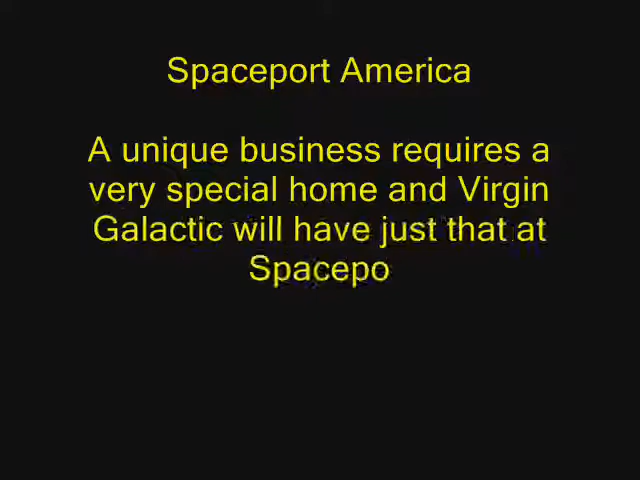 Spaceport America
A unique business requires a
very special home and Virgin
Galactic will have just that at
Spacepo